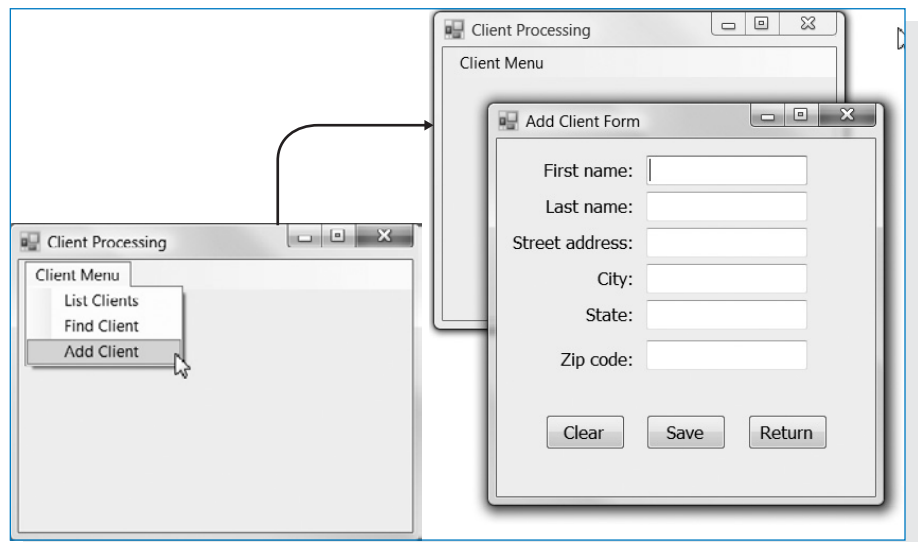 Client Processing
Client Menu
List Clients
Find Client
Add Client
Client Processing
Client Menu
Add Client Form
First name:
Last name:
Street address:
City:
State:
Zip code:
Clear Save Return